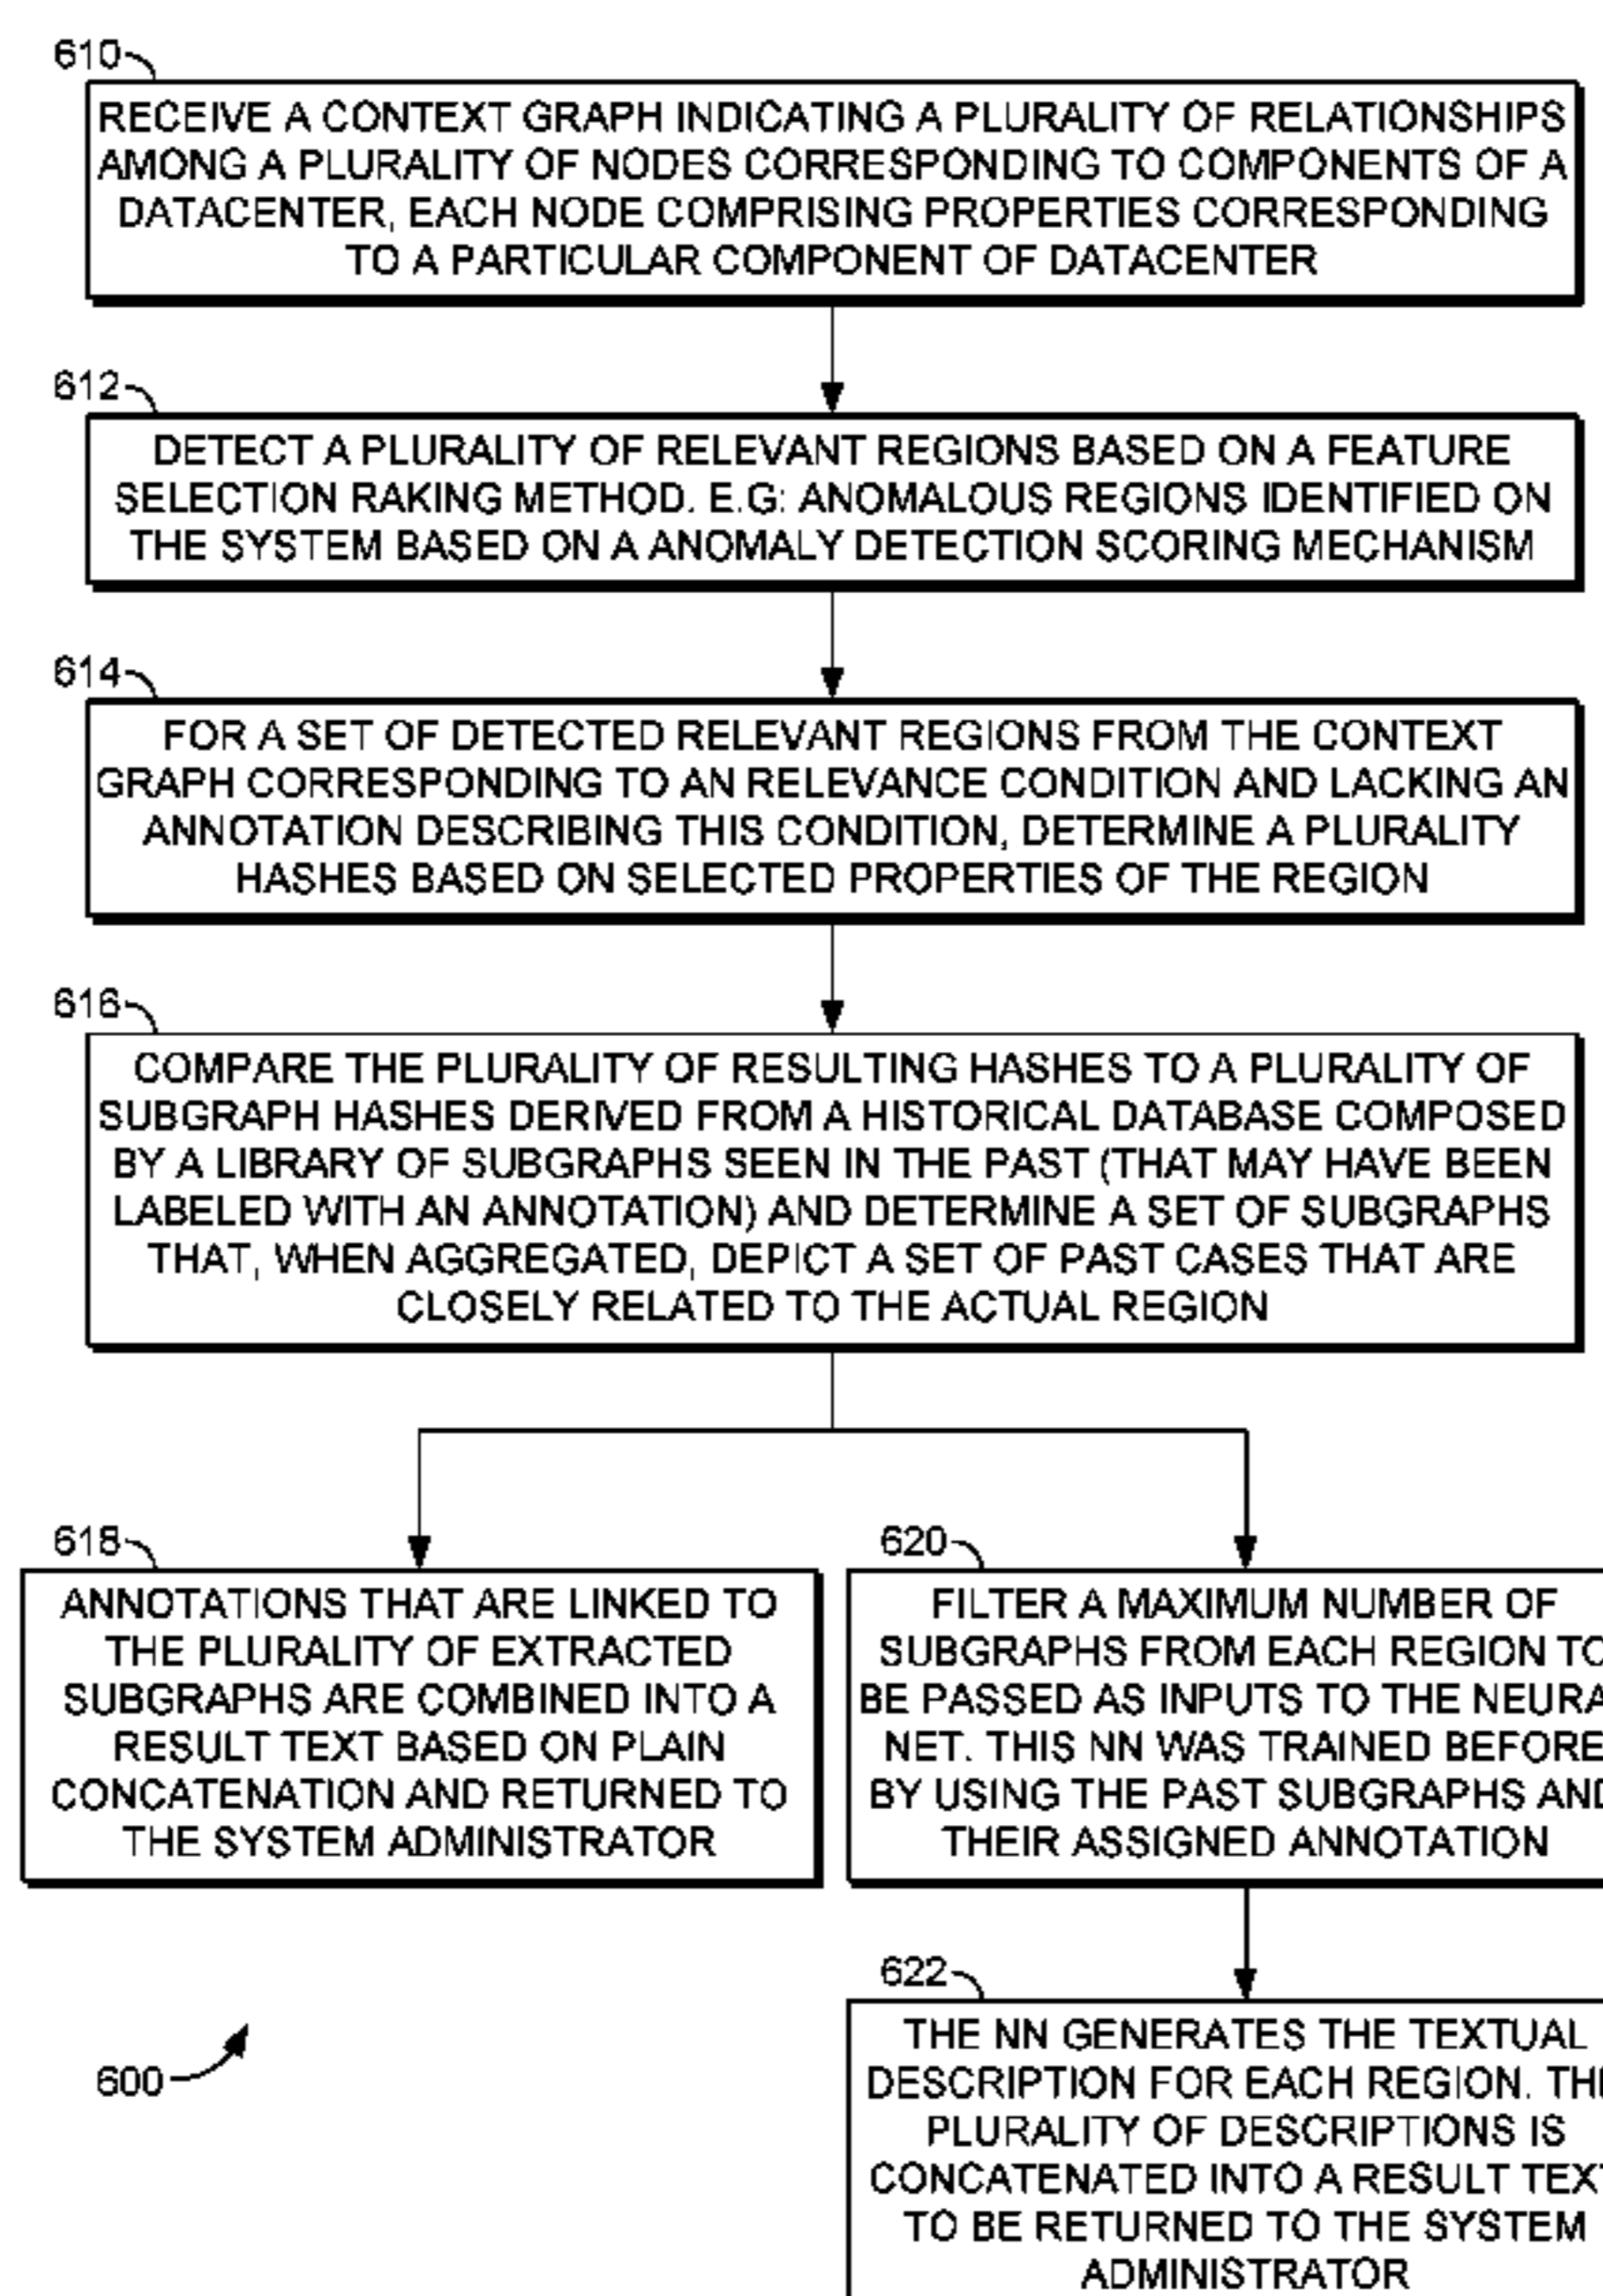 610
RECEIVE A CONTEXT GRAPH INDICATING A PLURALITY OF RELATIONSHIPS
AMONG A PLURALITY OF NODES CORRESPONDING TO COMPONENTS OF A
DATACENTER, EACH NODE COMPRISING PROPERTIES CORRESPONDING
TO A PARTICULAR COMPONENT OF DATACENTER
612
DETECT A PLURALITY OF RELEVANT REGIONS BASED ON A FEATURE
SELECTION RAKING METHOD. E.G: ANOMALOUS REGIONS IDENTIFIED ON
THE SYSTEM BASED ON A ANOMALY DETECTION SCORING MECHANISM
614
FOR A SET OF DETECTED RELEVANT REGIONS FROM THE CONTEXT
GRAPH CORRESPONDING TO AN RELEVANCE CONDITION AND LACKING AN
ANNOTATION DESCRIBING THIS CONDITION, DETERMINE A PLURALITY
HASHES BASED ON SELECTED PROPERTIES OF THE REGION
616
COMPARE THE PLURALITY OF RESULTING HASHES TO A PLURALITY OF
SUBGRAPH HASHES DERIVED FROM A HISTORICAL DATABASE COMPOSED
BY A LIBRARY OF SUBGRAPHS SEEN IN THE PAST (THAT MAY HAVE BEEN
LABELED WITH AN ANNOTATION) AND DETERMINE A SET OF SUBGRAPHS
THAT, WHEN AGGREGATED, DEPICT A SET OF PAST CASES THAT ARE
CLOSELY RELATED TO THE ACTUAL REGION
618
ANNOTATIONS THAT ARE LINKED TO
THE PLURALITY OF EXTRACTED
SUBGRAPHS ARE COMBINED INTO A
RESULT TEXT BASED ON PLAIN
CONCATENATION AND RETURNED TO
THE SYSTEM ADMINISTRATOR
620
FILTER A MAXIMUM NUMBER OF
SUBGRAPHS FROM EACH REGION TO
BE PASSED AS INPUTS TO THE NEURA
NET. THIS NN WAS TRAINED BEFORE
BY USING THE PAST SUBGRAPHS AND
THEIR ASSIGNED ANNOTATION
622
THE NN GENERATES THE TEXTUAL
DESCRIPTION FOR EACH REGION. THE
PLURALITY OF DESCRIPTIONS IS
CONCATENATED INTO A RESULT TEXT
TO BE RETURNED TO THE SYSTEM
ADMINISTRATOR
600